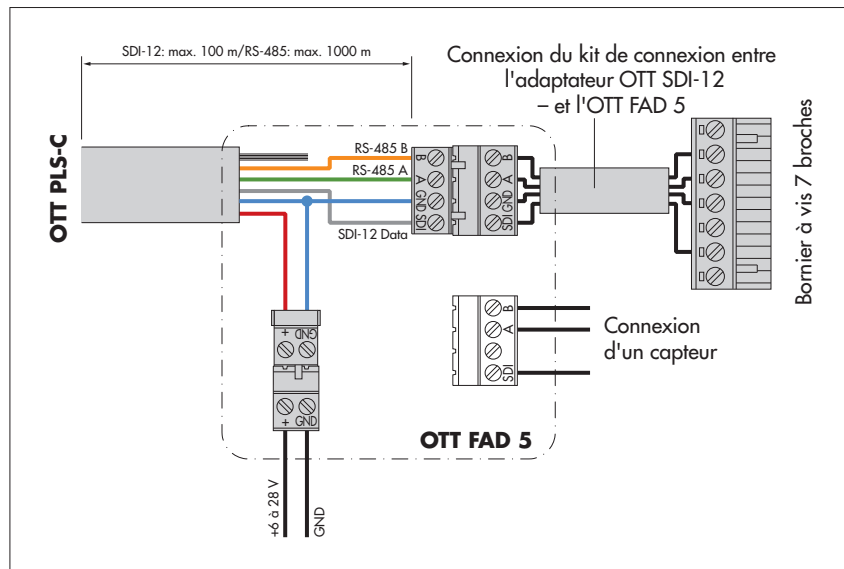 SDI-12: max. 100 m/RS-485: max. 1000 m
Connexion du kit de connexion entre
l'adaptateur OTT SDI-12
– et l'OTT FAD 5
OTT PLS-C
RS-485 B
RS-485 A
SDI-12 Data
B
A
GND
SDI
B
A
GND
SDI
Bornier à vis 7 broches
B
A
SDI
Connexion
d'un capteur
+
GND
+
GND
OTT FAD 5
+6 à 28 V
GND